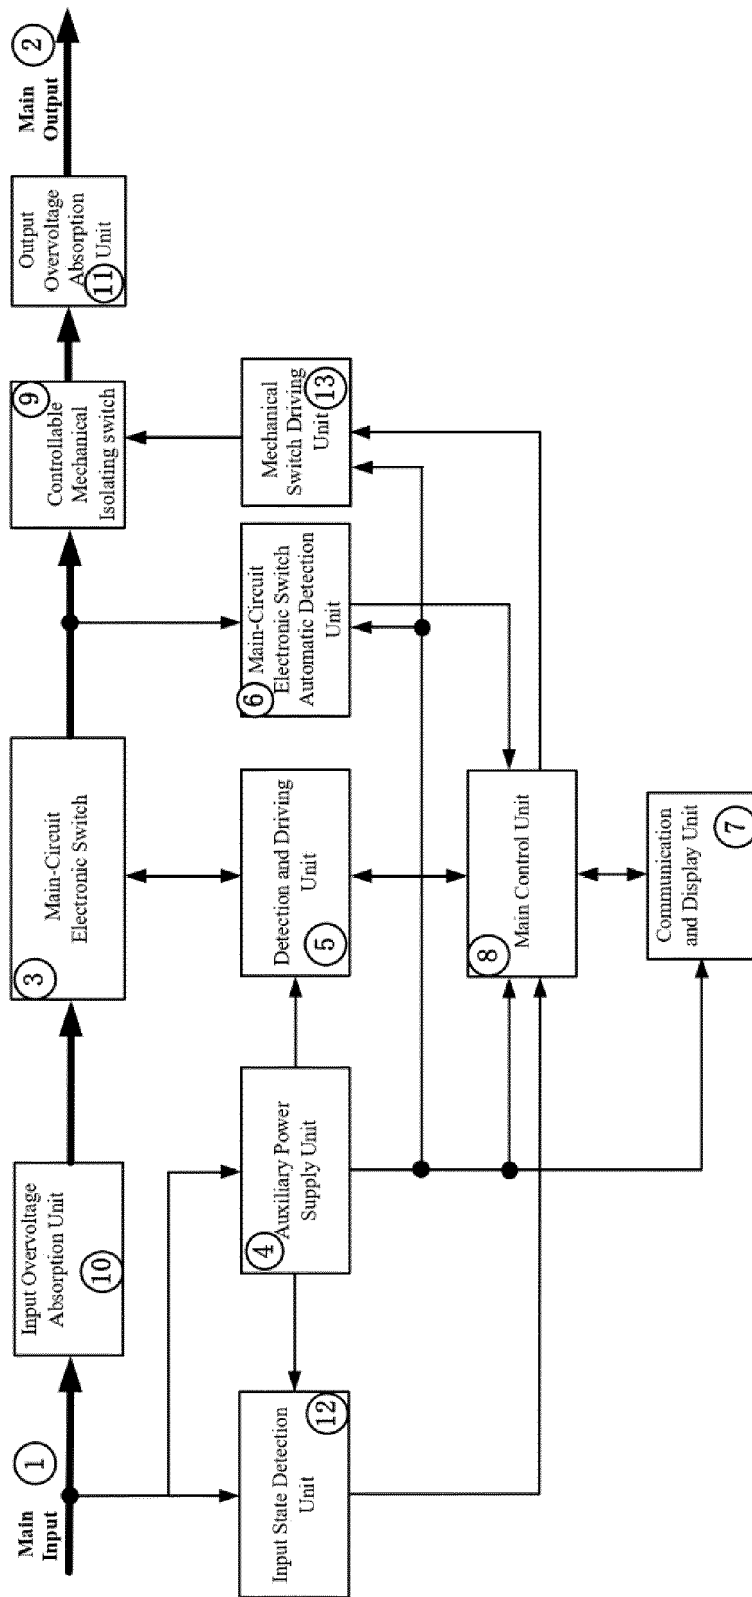 Main
Input
1
Input Overvoltage
Absorption Unit
10
3
Main-Circuit
Electronic Switch
9
Controllable
Mechanical
Isolating switch
Output
Overvoltage
Absorption
Unit
11
Main
Output
2
Input State Detection
Unit
12
4
Auxiliary Power
Supply Unit
Detection and Driving
Unit
5
6
Main-Circuit
Electronic Switch
Automatic Detection
Unit
Mechanical
Switch Driving
Unit
13
8
Main Control Unit
Communication
and Display Unit
7